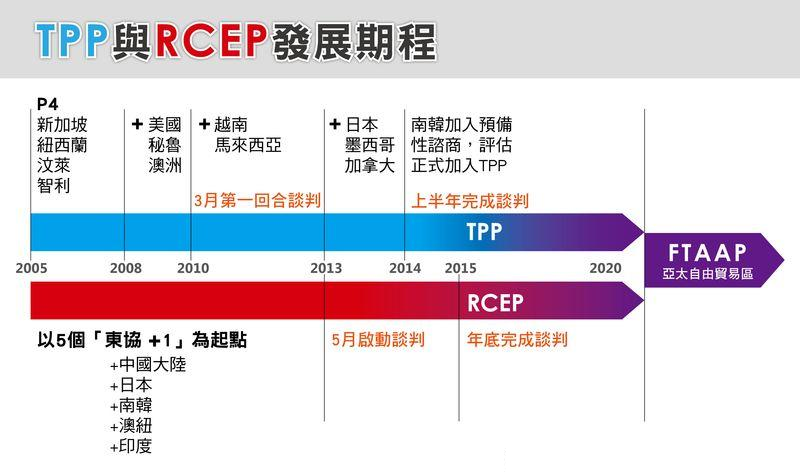 TPP與RCEP發展期程
P4
新加坡
紐西蘭
汶萊
智利
+ 美國
秘魯
澳洲
+ 越南
馬來西亞
+ 日本
墨西哥
加拿大
南韓加入預備
性諮商，評估
正式加入TPP
3月第一回合談判
上半年完成談判
TPP
FTAAP
亞太自由貿易區
2005 2008 2010 2013 2014 2015 2020
RCEP
以5個「東協 +1」為起點
+中國大陸
+日本
+南韓
+澳紐
+印度
5月啟動談判
年底完成談判